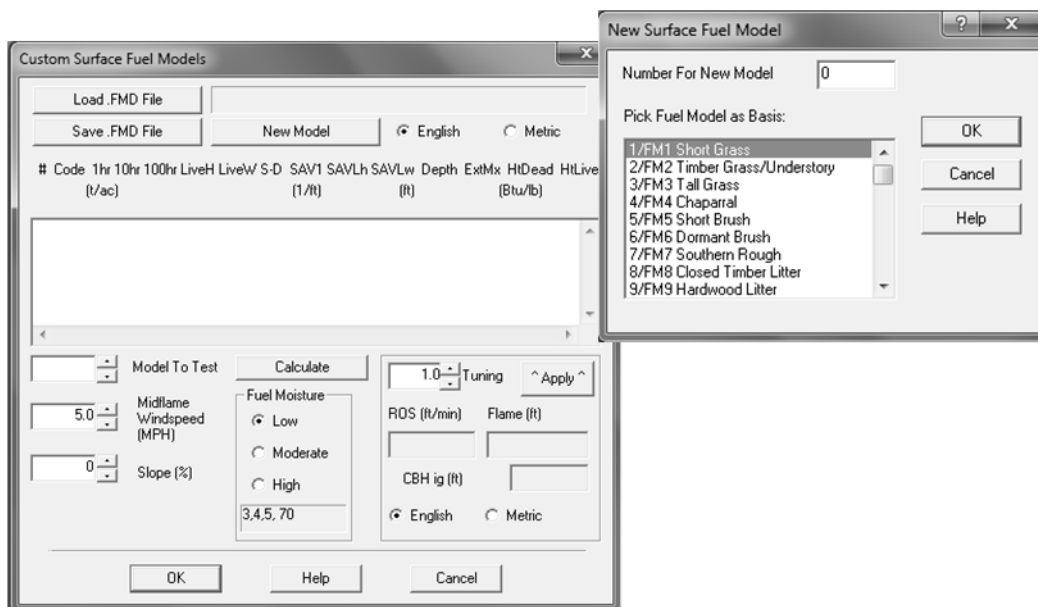 Custom Surface Fuel Models
Load .FMD File
Save .FMD File
New Model
English
Metric
# Code 1hr 10hr 100hr LiveH LiveW S-D SAV1 SAVLh SAVLw Depth ExtMx HtDead HtLive
(t/ac) (1/ft) (ft) (Btu/lb)
Model To Test
5.0
Midflame
Windspeed
(MPH)
0
Slope (%)
Calculate
Fuel Moisture
Low
Moderate
High
3,4,5, 70
1.0
Tuning
^ Apply ^
ROS (ft/min)
Flame (ft)
CBH ig (ft)
English
Metric
OK
Help
Cancel
New Surface Fuel Model
?
Number For New Model
0
Pick Fuel Model as Basis:
1/FM1 Short Grass
2/FM2 Timber Grass/Understory
3/FM3 Tall Grass
4/FM4 Chaparral
5/FM5 Short Brush
6/FM6 Dormant Brush
7/FM7 Southern Rough
8/FM8 Closed Timber Litter
9/FM9 Hardwood Litter
OK
Cancel
Help